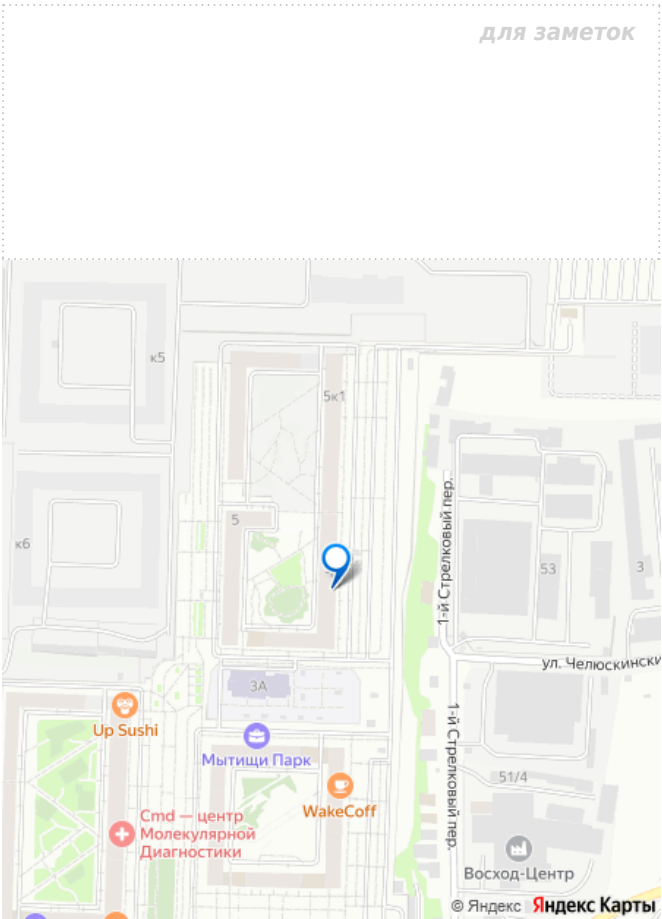 для заметок
к5
5к1
1-й Стрелковый пер.
5
к6
53
3
ул. Челюскински
3А
Up Sushi
Мытищи Парк
1-й Стрелковый пер.
51/4
WakeCoff
Cmd — центр
Молекулярной
Диагностики
Восход-Центр
© Яндекс Яндекс Карты